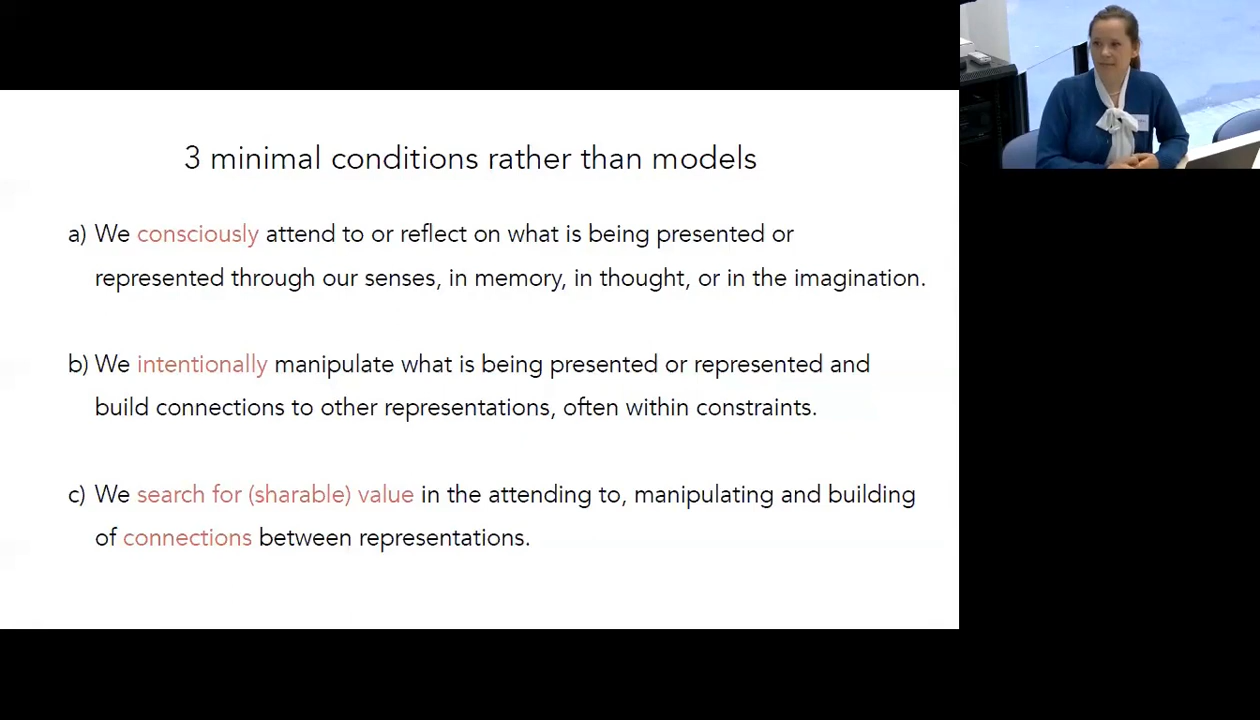 3 minimal conditions rather than models
a) We consciously attend to or reflect on what is being presented or
represented through our senses, in memory, in thought, or in the imagination.
b) We intentionally manipulate what is being presented or represented and
build connections to other representations, often within constraints.
c) We search for (sharable) value in the attending to, manipulating and building
of connections between representations.